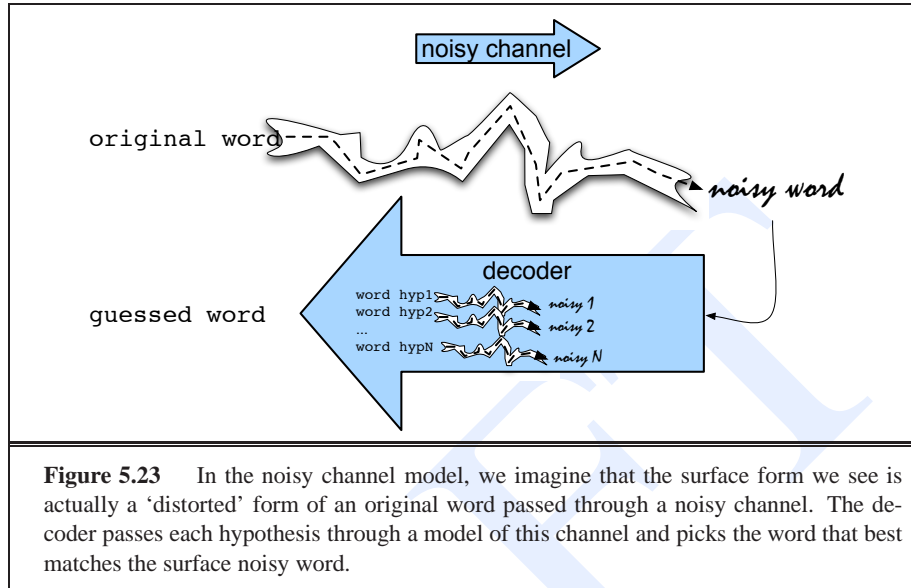 noisy channel
original word
noisy word
decoder
word hyp1 noisy 1
word hyp2 noisy 2
...
word hypN noisy N
guessed word
Figure 5.23 In the noisy channel model, we imagine that the surface form we see is
actually a ‘distorted’ form of an original word passed through a noisy channel. The de-
coder passes each hypothesis through a model of this channel and picks the word that best
matches the surface noisy word.